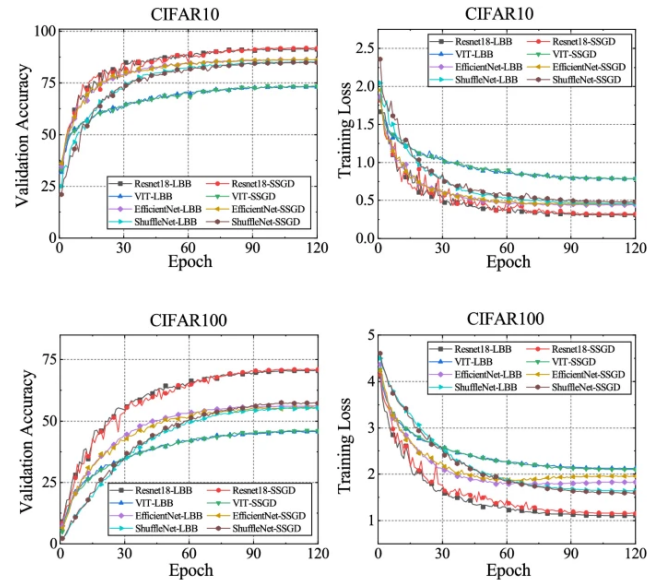 CIFAR10
Validation Accuracy
100
75
50
25
0
Resnet18-LBB Resnet18-SSGD
VIT-LBB VIT-SSGD
EfficientNet-LBB EfficientNet-SSGD
ShuffleNet-LBB ShuffleNet-SSGD
0 30 60 90 120
Epoch
CIFAR10
Training Loss
2.5
2.0
1.5
1.0
0.5
0.0
Resnet18-LBB Resnet18-SSGD
VIT-LBB VIT-SSGD
EfficientNet-LBB EfficientNet-SSGD
ShuffleNet-LBB ShuffleNet-SSGD
0 30 60 90 120
Epoch
CIFAR100
Validation Accuracy
75
50
25
0
Resnet18-LBB Resnet18-SSGD
VIT-LBB VIT-SSGD
EfficientNet-LBB EfficientNet-SSGD
ShuffleNet-LBB ShuffleNet-SSGD
0 30 60 90 120
Epoch
CIFAR100
Training Loss
5
4
3
2
1
Resnet18-LBB Resnet18-SSGD
VIT-LBB VIT-SSGD
EfficientNet-LBB EfficientNet-SSGD
ShuffleNet-LBB ShuffleNet-SSGD
0 30 60 90 120
Epoch